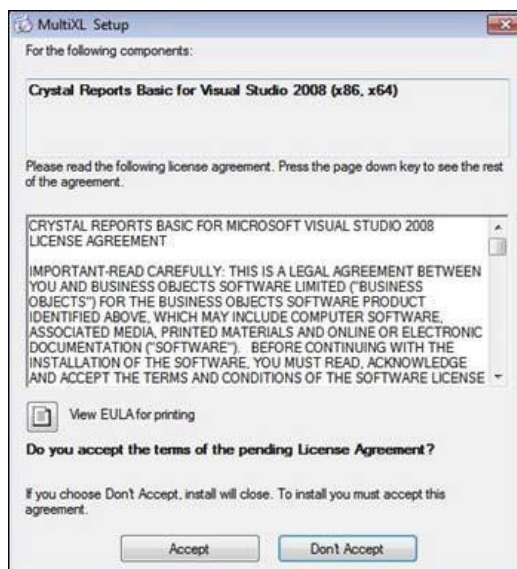 MultiXL Setup
For the following components:
Crystal Reports Basic for Visual Studio 2008 (x86, x64)
Please read the following license agreement. Press the page down key to see the rest
of the agreement.
CRYSTAL REPORTS BASIC FOR MICROSOFT VISUAL STUDIO 2008
LICENSE AGREEMENT
IMPORTANT-READ CAREFULLY: THIS IS A LEGAL AGREEMENT BETWEEN
YOU AND BUSINESS OBJECTS SOFTWARE LIMITED ("BUSINESS
OBJECTS") FOR THE BUSINESS OBJECTS SOFTWARE PRODUCT
IDENTIFIED ABOVE, WHICH MAY INCLUDE COMPUTER SOFTWARE,
ASSOCIATED MEDIA, PRINTED MATERIALS AND ONLINE OR ELECTRONIC
DOCUMENTATION ("SOFTWARE"). BEFORE CONTINUING WITH THE
INSTALLATION OF THE SOFTWARE, YOU MUST READ, ACKNOWLEDGE
AND ACCEPT THE TERMS AND CONDITIONS OF THE SOFTWARE LICENSE
View EULA for printing
Do you accept the terms of the pending License Agreement?
If you choose Don't Accept, install will close. To install you must accept this
agreement.
Accept
Don't Accept